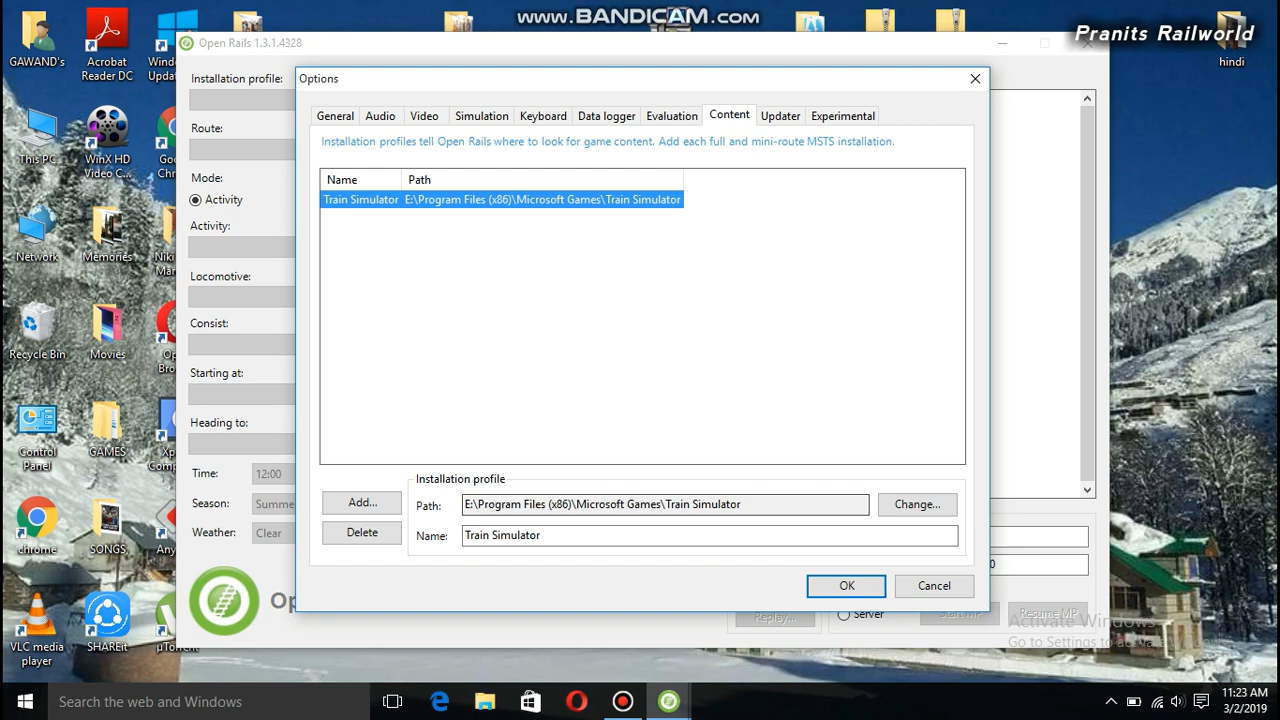 www.BANDICAM.com
Pranits Railworld
GAWAND's
Acrobat
Reader DC
hindi
This PC
WinX HD
Video C...
Network
Memories
Recycle Bin
Movies
Control
Panel
GAMES
chrome
SONGS
VLC media
player
SHAREit
Open Rails 1.3.1.4328
Installation profile:
Route:
Mode:
Activity
Activity:
Locomotive:
Consist:
Starting at:
Heading to:
Time:
12:00
Season:
Weather:
Clear
Options
General
Audio
Video
Simulation
Keyboard
Data logger
Evaluation
Content
Updater
Experimental
Installation profiles tell Open Rails where to look for game content. Add each full and mini-route MSTS installation.
Name
Path
Train Simulator
E:\Program Files (x86)\Microsoft Games\Train Simulator
Add...
Delete
Installation profile
Path:
E:\Program Files (x86)\Microsoft Games\Train Simulator
Change...
Name:
Train Simulator
OK
Cancel
Replay...
Server
Start MP
Resume MP
Activate Windows
Search the web and Windows
11:23 AM
3/2/2019